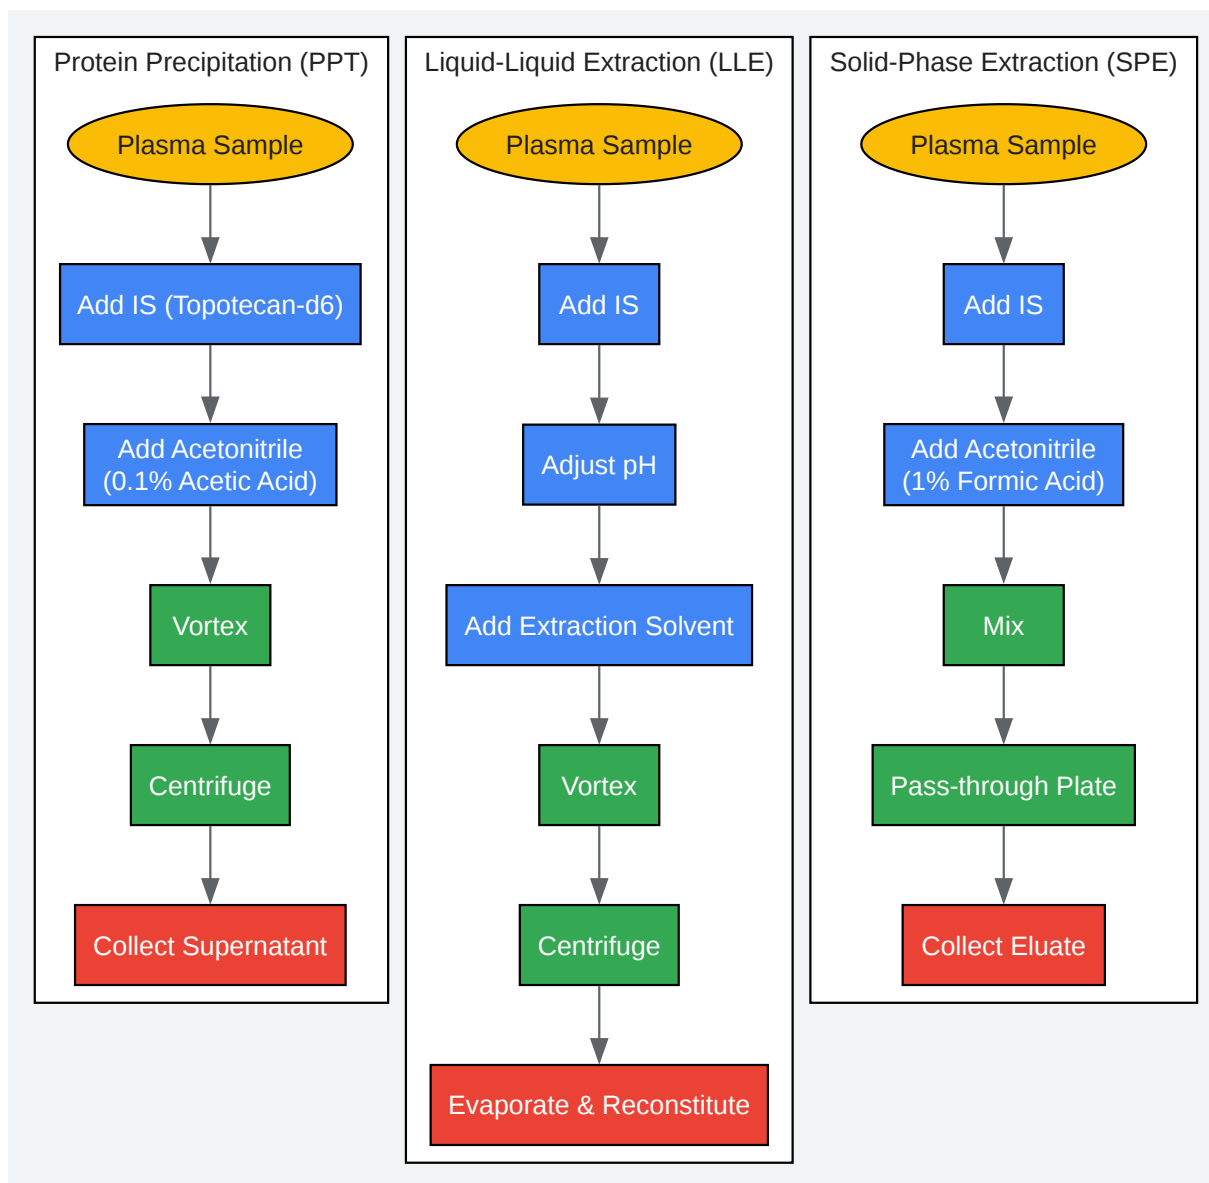 Protein Precipitation (PPT)
Plasma Sample
Add IS (Topotecan-d6)
Add Acetonitrile
(0.1% Acetic Acid)
Vortex
Centrifuge
Collect Supernatant
Liquid-Liquid Extraction (LLE)
Plasma Sample
Add IS
Adjust pH
Add Extraction Solvent
Vortex
Centrifuge
Evaporate & Reconstitute
Solid-Phase Extraction (SPE)
Plasma Sample
Add IS
Add Acetonitrile
(1% Formic Acid)
Mix
Pass-through Plate
Collect Eluate